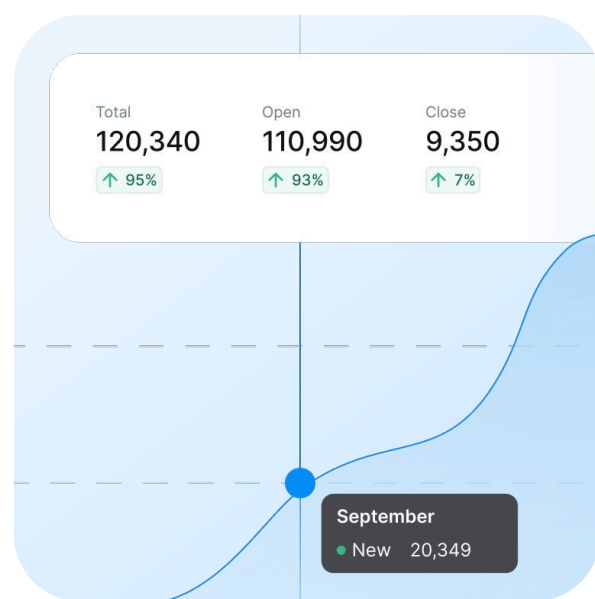 Total Open Close
120,340 110,990 9,350
95% 93% 7%
September
New 20,349